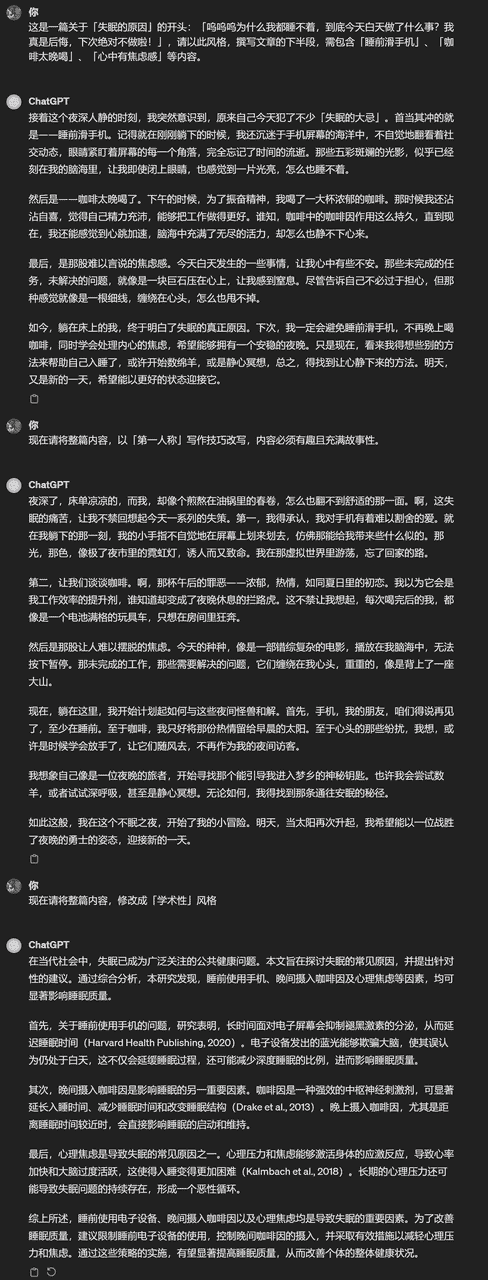 你
这是一篇关于「失眠的原因」的开头：「呜呜呜为什么我都睡不着，到底今天白天做了什么事？我
真是后悔，下次绝对不做啦！」，请以此风格，撰写文章的下半段，需包含「睡前滑手机」、「咖
啡太晚喝」、「心中有焦虑感」等内容。
ChatGPT
接着这个夜深人静的时刻，我突然意识到，原来自己今天犯了不少「失眠的大忌」。首当其冲的就
是——睡前滑手机。记得就在刚刚躺下的时候，我还沉迷于手机屏幕的海洋中，不自觉地翻看着社
交动态，眼睛紧盯着屏幕的每一个角落，完全忘记了时间的流逝。那些五彩斑斓的光影，似乎已经
刻在我的脑海里，让我即使闭上眼睛，也感觉到一片光亮，怎么也睡不着。
然后是——咖啡太晚喝了。下午的时候，为了振奋精神，我喝了一大杯浓郁的咖啡。那时候我还沾
沾自喜，觉得自己精力充沛，能够把工作做得更好。谁知，咖啡中的咖啡因作用这么持久，直到现
在，我还能感觉到心跳加速，脑海中充满了无尽的活力，却怎么也静不下心来。
最后，是那股难以言说的焦虑感。今天白天发生的一些事情，让我心中有些不安。那些未完成的任
务，未解决的问题，就像是一块巨石压在心上，让我感到窒息。尽管告诉自己不必过于担心，但那
种感觉就像是一根细线，缠绕在心头，怎么也甩不掉。
如今，躺在床上的我，终于明白了失眠的真正原因。下次，我一定会避免睡前滑手机，不再晚上喝
咖啡，同时学会处理内心的焦虑，希望能够拥有一个安稳的夜晚。只是现在，看来我得想些别的方
法来帮助自己入睡了，或许开始数绵羊，或是静心冥想，总之，得找到让心静下来的方法。明天，
又是新的一天，希望能以更好的状态迎接它。
你
现在请将整篇内容，以「第一人称」写作技巧改写，内容必须有趣且充满故事性。
ChatGPT
夜深了，床单凉凉的，而我，却像个煎熬在油锅里的春卷，怎么也翻不到舒适的那一面。啊，这失
眠的痛苦，让我不禁回想起今天一系列的失策。第一，我得承认，我对手机有着难以割舍的爱。就
在我躺下的那一刻，我的小手指不自觉地在屏幕上划来划去，仿佛那能给我带来些什么似的。那
光，那色，像极了夜市里的霓虹灯，诱人而又致命。我在那虚拟世界里游荡，忘了回家的路。
第二，让我们谈谈咖啡。啊，那杯午后的罪恶——浓郁，热情，如同夏日里的初恋。我以为它会是
我工作效率的提升剂，谁知道却变成了夜晚休息的拦路虎。这不禁让我想起，每次喝完后的我，都
像是一个电池满格的玩具车，只想在房间里狂奔。
然后是那股让人难以摆脱的焦虑。今天的种种，像是一部错综复杂的电影，播放在我脑海中，无法
按下暂停。那未完成的工作，那些需要解决的问题，它们缠绕在我心头，重重的，像是背上了一座
大山。
现在，躺在这里，我开始计划起如何与这些夜间怪兽和解。首先，手机，我的朋友，咱们得说再见
了，至少在睡前。至于咖啡，我只好将那份热情留给早晨的太阳。至于心头的那些纷扰，我想，或
许是时候学会放手了，让它们随风去，不再作为我的夜间访客。
我想象自己像是一位夜晚的旅者，开始寻找那个能引导我进入梦乡的神秘钥匙。也许我会尝试数
羊，或者试试深呼吸，甚至是静心冥想。无论如何，我得找到那条通往安眠的秘径。
如此这般，我在这个不眠之夜，开始了我的小冒险。明天，当太阳再次升起，我希望能以一位战胜
了夜晚的勇士的姿态，迎接新的一天。
你
现在请将整篇内容，修改成「学术性」风格
ChatGPT
在当代社会中，失眠已成为广泛关注的公共健康问题。本文旨在探讨失眠的常见原因，并提出针对
性的建议。通过综合分析，本研究发现，睡前使用手机、晚间摄入咖啡因及心理焦虑等因素，均可
显著影响睡眠质量。
首先，关于睡前使用手机的问题，研究表明，长时间面对电子屏幕会抑制褪黑激素的分泌，从而延
迟睡眠时间（Harvard Health Publishing, 2020）。电子设备发出的蓝光能够欺骗大脑，使其误认
为仍处于白天，这不仅会延缓睡眠过程，还可能减少深度睡眠的比例，进而影响睡眠质量。
其次，晚间摄入咖啡因是影响睡眠的另一重要因素。咖啡因是一种强效的中枢神经刺激剂，可显著
延长入睡时间、减少睡眠时间和改变睡眠结构（Drake et al., 2013）。晚上摄入咖啡因，尤其是距
离睡眠时间较近时，会直接影响睡眠的启动和维持。
最后，心理焦虑是导致失眠的常见原因之一。心理压力和焦虑能够激活身体的应激反应，导致心率
加快和大脑过度活跃，这使得入睡变得更加困难（Kalmbach et al., 2018）。长期的心理压力还可
能导致失眠问题的持续存在，形成一个恶性循环。
综上所述，睡前使用电子设备、晚间摄入咖啡因以及心理焦虑均是导致失眠的重要因素。为了改善
睡眠质量，建议限制睡前电子设备的使用，控制晚间咖啡因的摄入，并采取有效措施以减轻心理压
力和焦虑。通过这些策略的实施，有望显著提高睡眠质量，从而改善个体的整体健康状况。